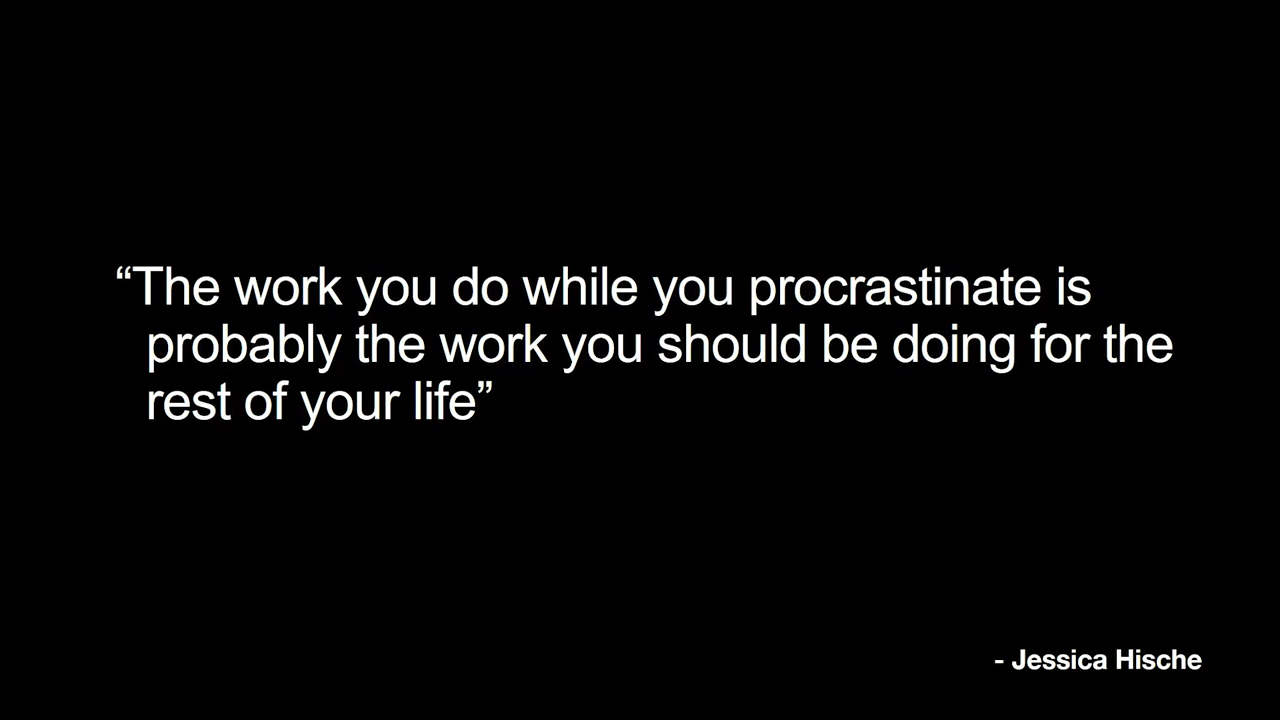 “The work you do while you procrastinate is
probably the work you should be doing for the
rest of your life”
- Jessica Hische